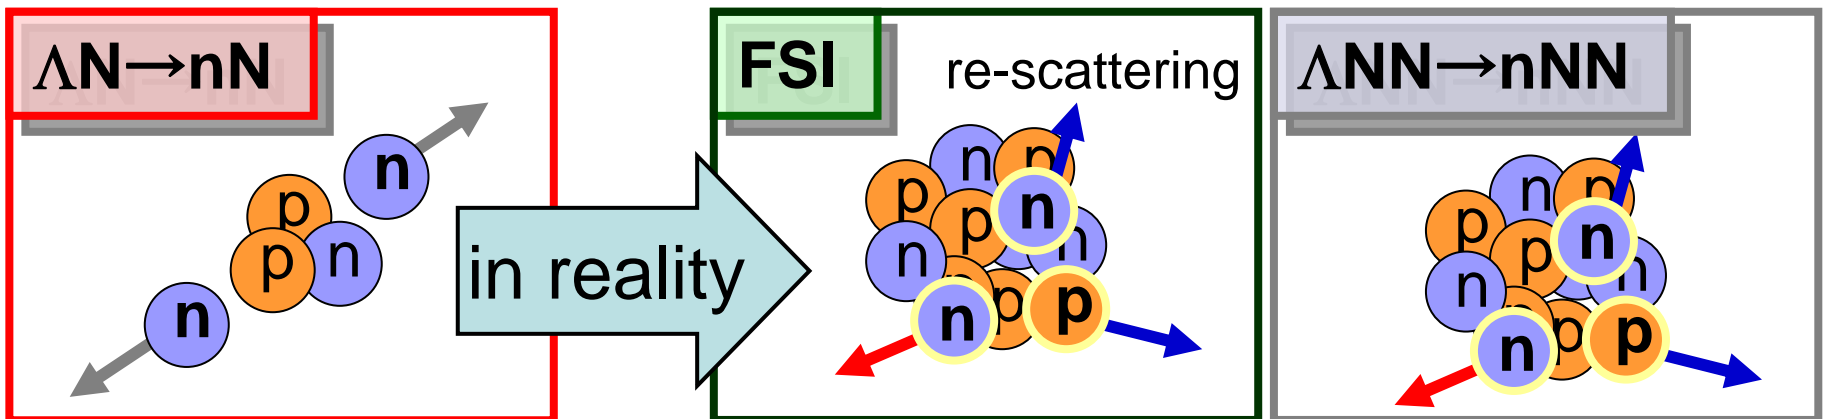 ΛN→nN
n
p
p n
n
in reality
FSI re-scattering
n p
p p n
n n
n p p
ΛNN→nNN
n p
p p n
n n
n p p